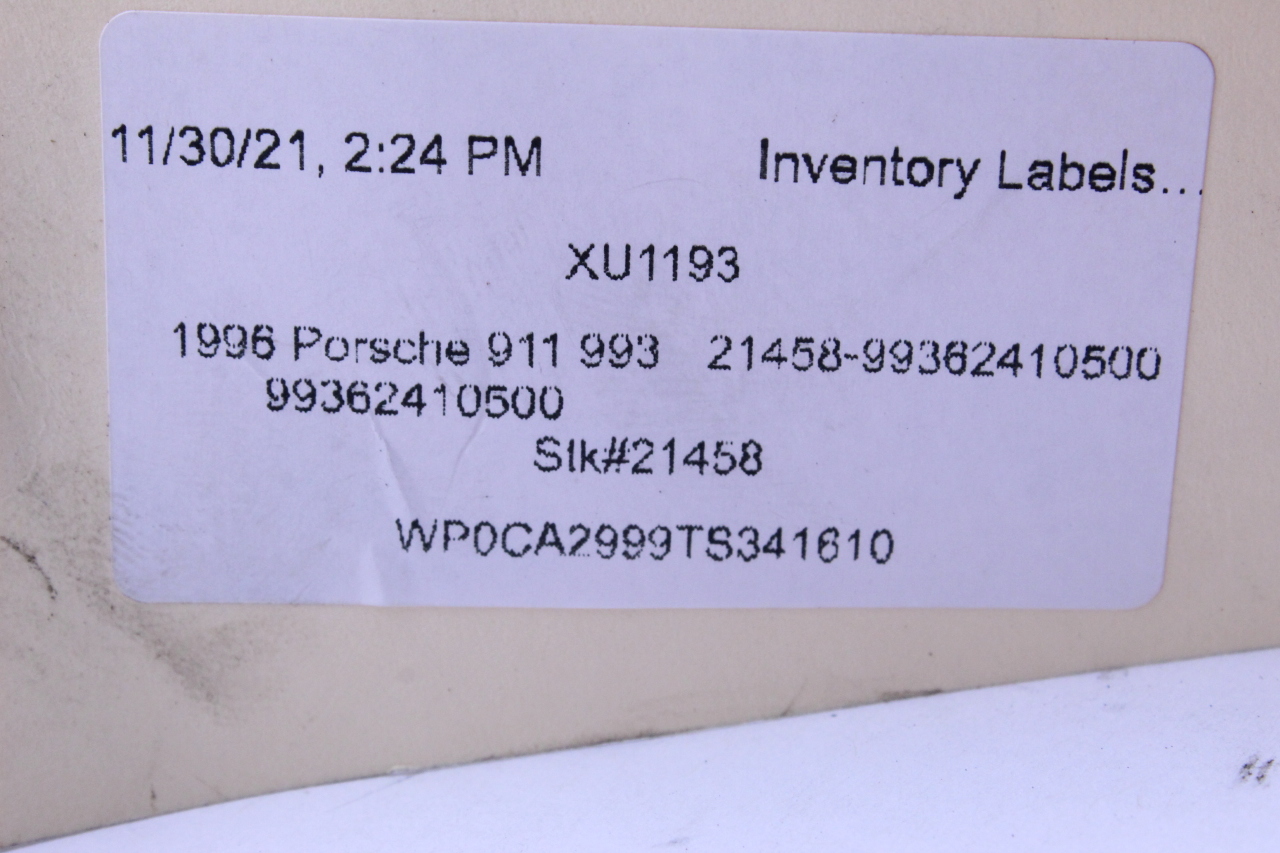 11/30/21, 2:24 PM Inventory Labels...
XU1193
1996 Porsche 911 993 21458-99362410500
99362410500
Stk#21458
WP0CA2999TS341610